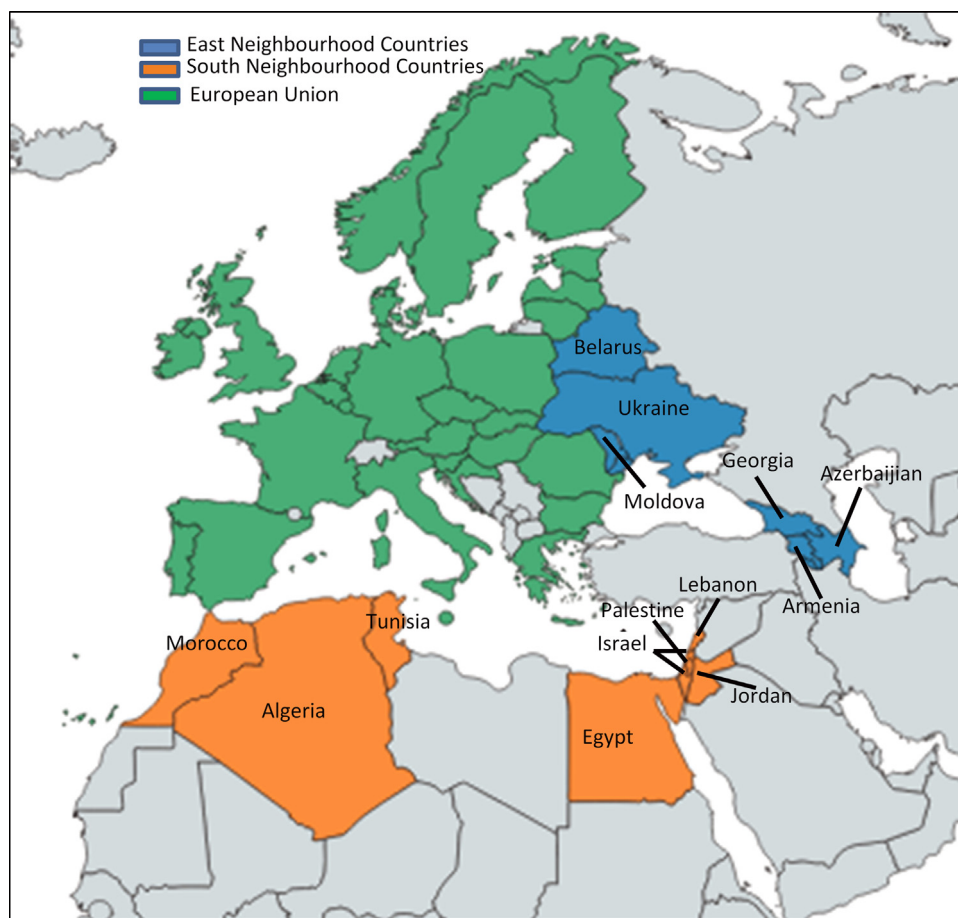 East Neighbourhood Countries
South Neighbourhood Countries
European Union
Belarus
Ukraine
Georgia
Azerbaijian
Moldova
Lebanon
Palestine
Armenia
Tunisia
Morocco
Israel
Jordan
Algeria
Egypt